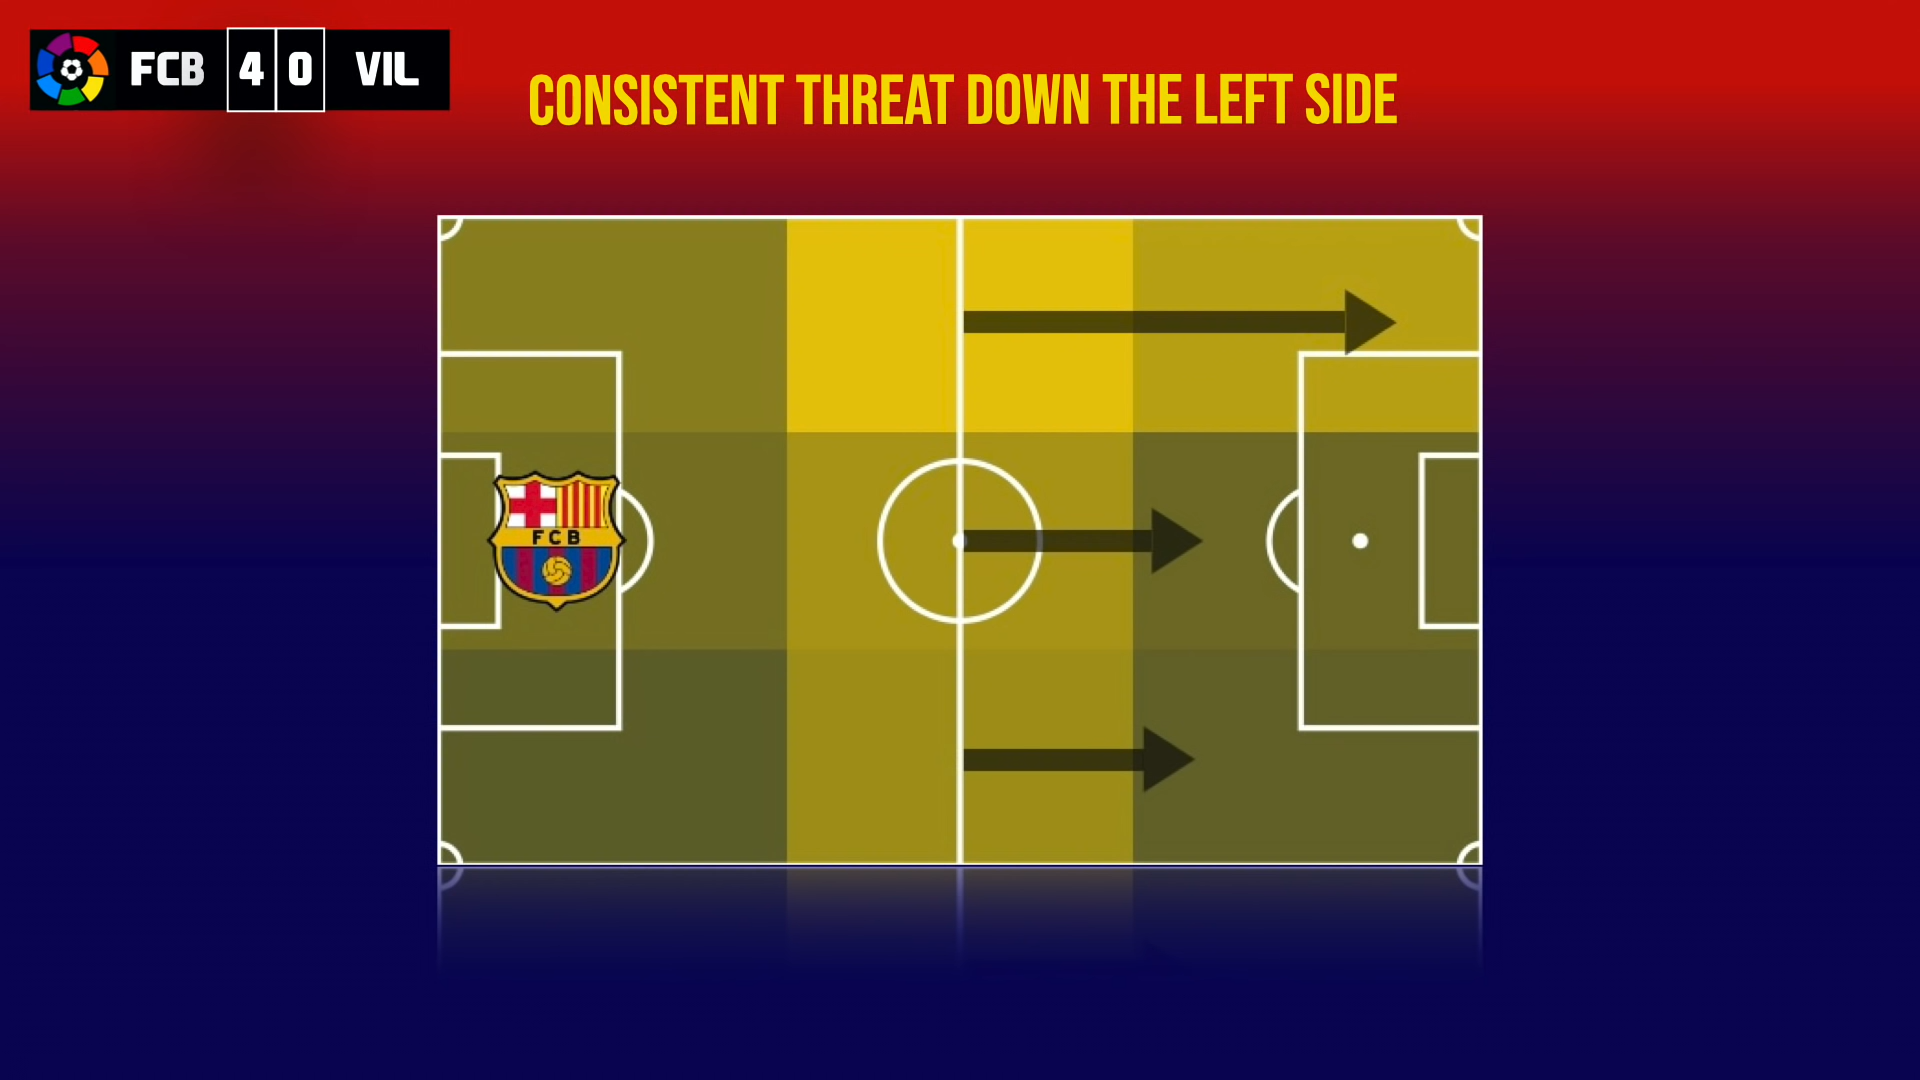 FCB 4 0 VIL
CONSISTENT THREAT DOWN THE LEFT SIDE
FCB